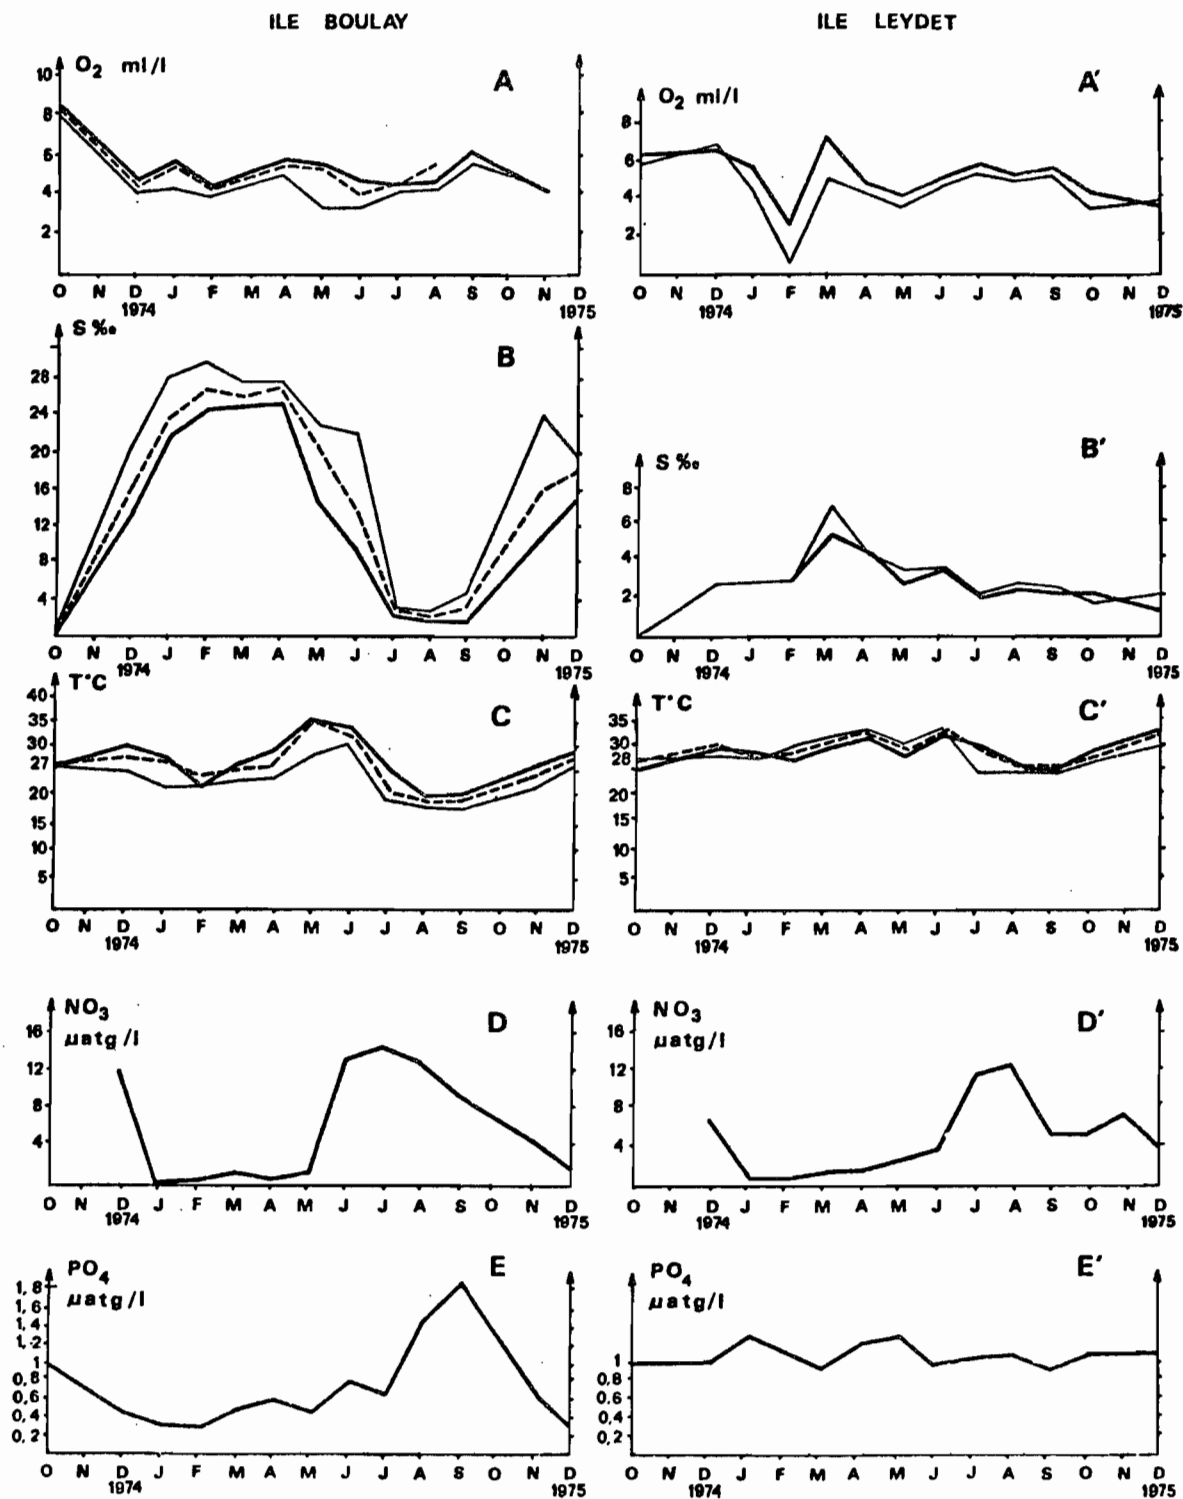 ILE BOULAY
ILE LEYDET
O2 ml/l
A
10
8
6
4
2
O N D J F M A M J J A S O N D
1974
1975
O2 ml/l
A'
8
6
4
2
O N D J F M A M J J A S O N D
1974
1975
S‰
B
28
24
20
16
12
8
4
O N D J F M A M J J A S O N D
1974
1975
S‰
B'
8
6
4
2
O N D J F M A M J J A S O N D
1974
1975
T°C
C
40
35
30
27
20
15
10
5
O N D J F M A M J J A S O N D
1974
1975
T°C
C'
35
30
28
20
15
10
5
O N D J F M A M J J A S O N D
1974
1975
NO3
µatg/l
D
16
12
8
4
O N D J F M A M J J A S O N D
1974
1975
NO3
µatg/l
D'
16
12
8
4
O N D J F M A M J J A S O N D
1974
1975
PO4
µatg/l
E
1,8
1,6
1,4
1,2
1
0,8
0,6
0,4
0,2
O N D J F M A M J J A S O N D
1974
1975
PO4
µatg/l
E'
1
0,8
0,6
0,4
0,2
O N D J F M A M J J A S O N D
1974
1975